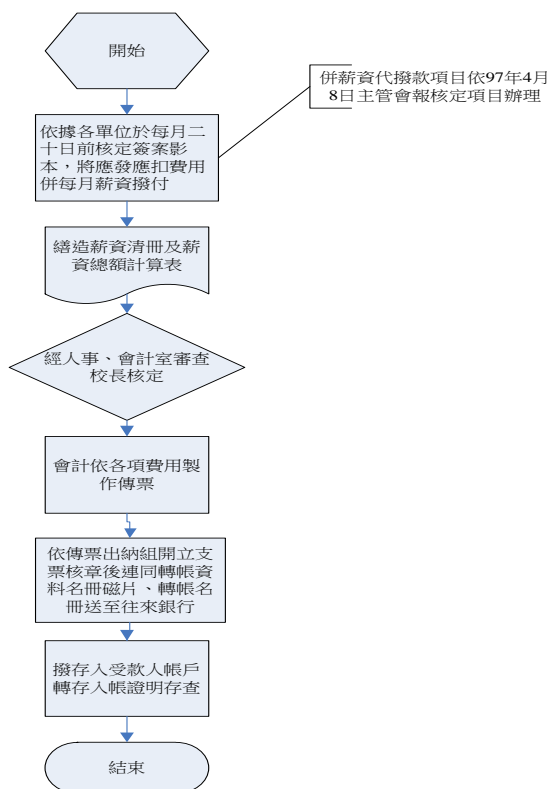 開始
併薪資代撥款項目依97年4月
8日主管會報核定項目辦理
依據各單位於每月二
十日前核定簽案影
本，將應發應扣費用
併每月薪資撥付
繕造薪資清冊及薪
資總額計算表
經人事、會計室審查
校長核定
會計依各項費用製
作傳票
依傳票出納組開立支
票核章後連同轉帳資
料名冊磁片、轉帳名
冊送至往來銀行
撥存入受款人帳戶
轉存入帳證明存查
結束